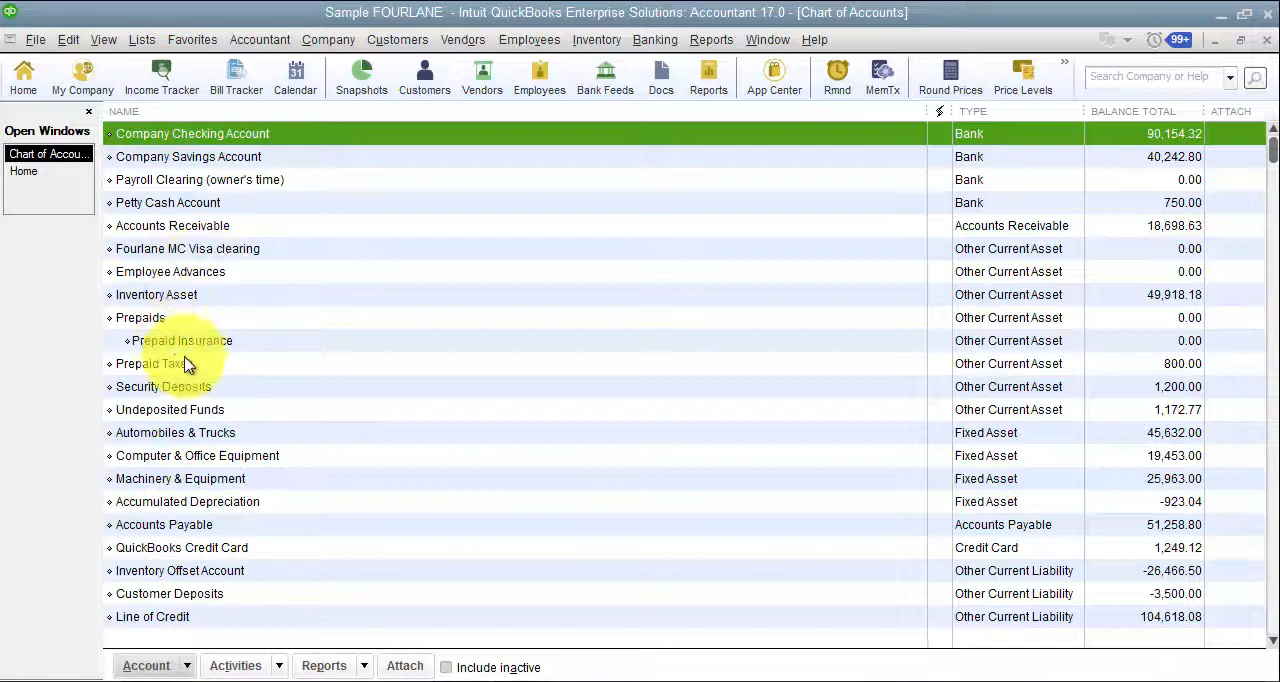 Sample FOURLANE - Intuit QuickBooks Enterprise Solutions: Accountant 17.0 - [Chart of Accounts]
File Edit View Lists Favorites Accountant Company Customers Vendors Employees Inventory Banking Reports Window Help 99+
Home My Company Income Tracker Bill Tracker Calendar Snapshots Customers Vendors Employees Bank Feeds Docs Reports App Center Rmnd MemTx Round Prices Price Levels Search Company or Help
Open Windows
Chart of Accou...
Home
NAME TYPE BALANCE TOTAL ATTACH
Company Checking Account Bank 90,154.32
Company Savings Account Bank 40,242.80
Payroll Clearing (owner's time) Bank 0.00
Petty Cash Account Bank 750.00
Accounts Receivable Accounts Receivable 18,698.63
Fourlane MC Visa clearing Other Current Asset 0.00
Employee Advances Other Current Asset 0.00
Inventory Asset Other Current Asset 49,918.18
Prepaids Other Current Asset 0.00
Prepaid Insurance Other Current Asset 0.00
Prepaid Taxes Other Current Asset 800.00
Security Deposits Other Current Asset 1,200.00
Undeposited Funds Other Current Asset 1,172.77
Automobiles & Trucks Fixed Asset 45,632.00
Computer & Office Equipment Fixed Asset 19,453.00
Machinery & Equipment Fixed Asset 25,963.00
Accumulated Depreciation Fixed Asset -923.04
Accounts Payable Accounts Payable 51,258.80
QuickBooks Credit Card Credit Card 1,249.12
Inventory Offset Account Other Current Liability -26,466.50
Customer Deposits Other Current Liability -3,500.00
Line of Credit Other Current Liability 104,618.08
Account Activities Reports Attach Include inactive